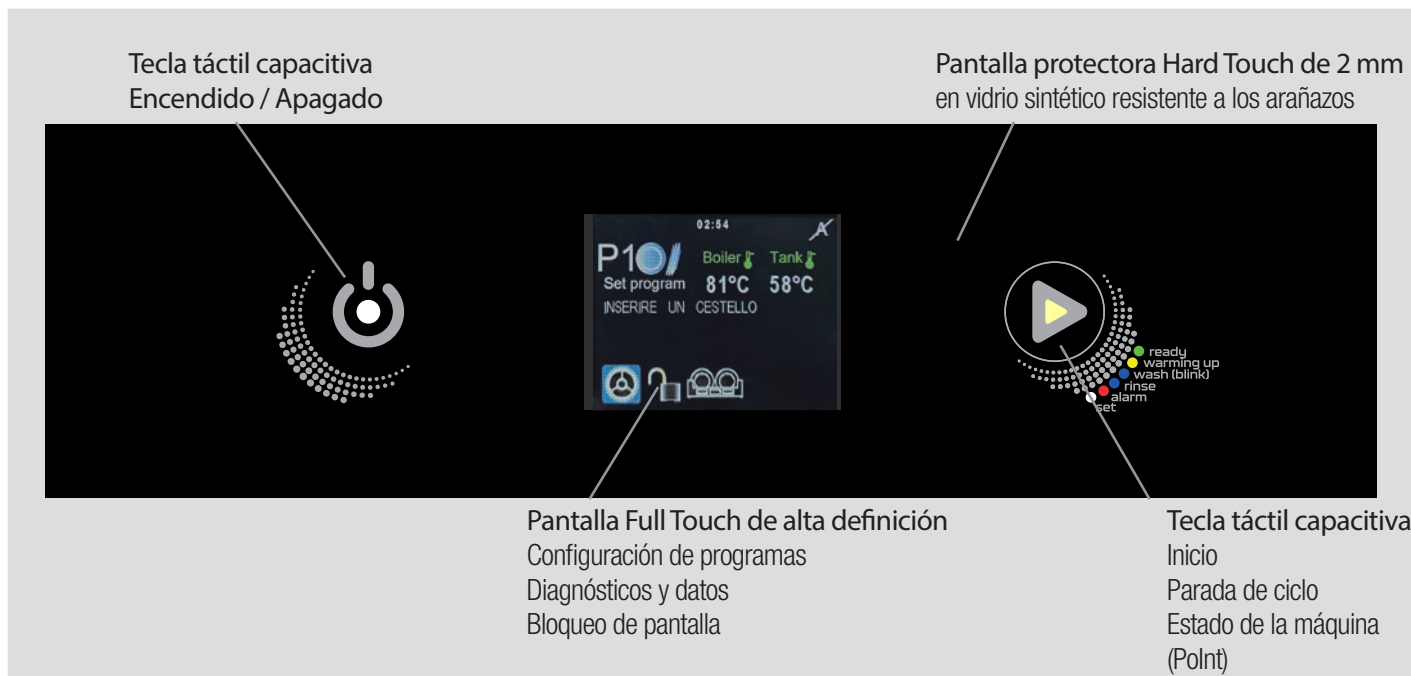 Tecla táctil capacitiva
Encendido / Apagado
Pantalla protectora Hard Touch de 2 mm
en vidrio sintético resistente a los arañazos
02:54
A
P1
Boiler
Tank
Set program
81°C
58°C
INSERIRE UN CESTELLO
ready
warming up
wash (blink)
rinse
alarm
set
Pantalla Full Touch de alta definición
Configuración de programas
Diagnósticos y datos
Bloqueo de pantalla
Tecla táctil capacitiva
Inicio
Parada de ciclo
Estado de la máquina
(PoInt)